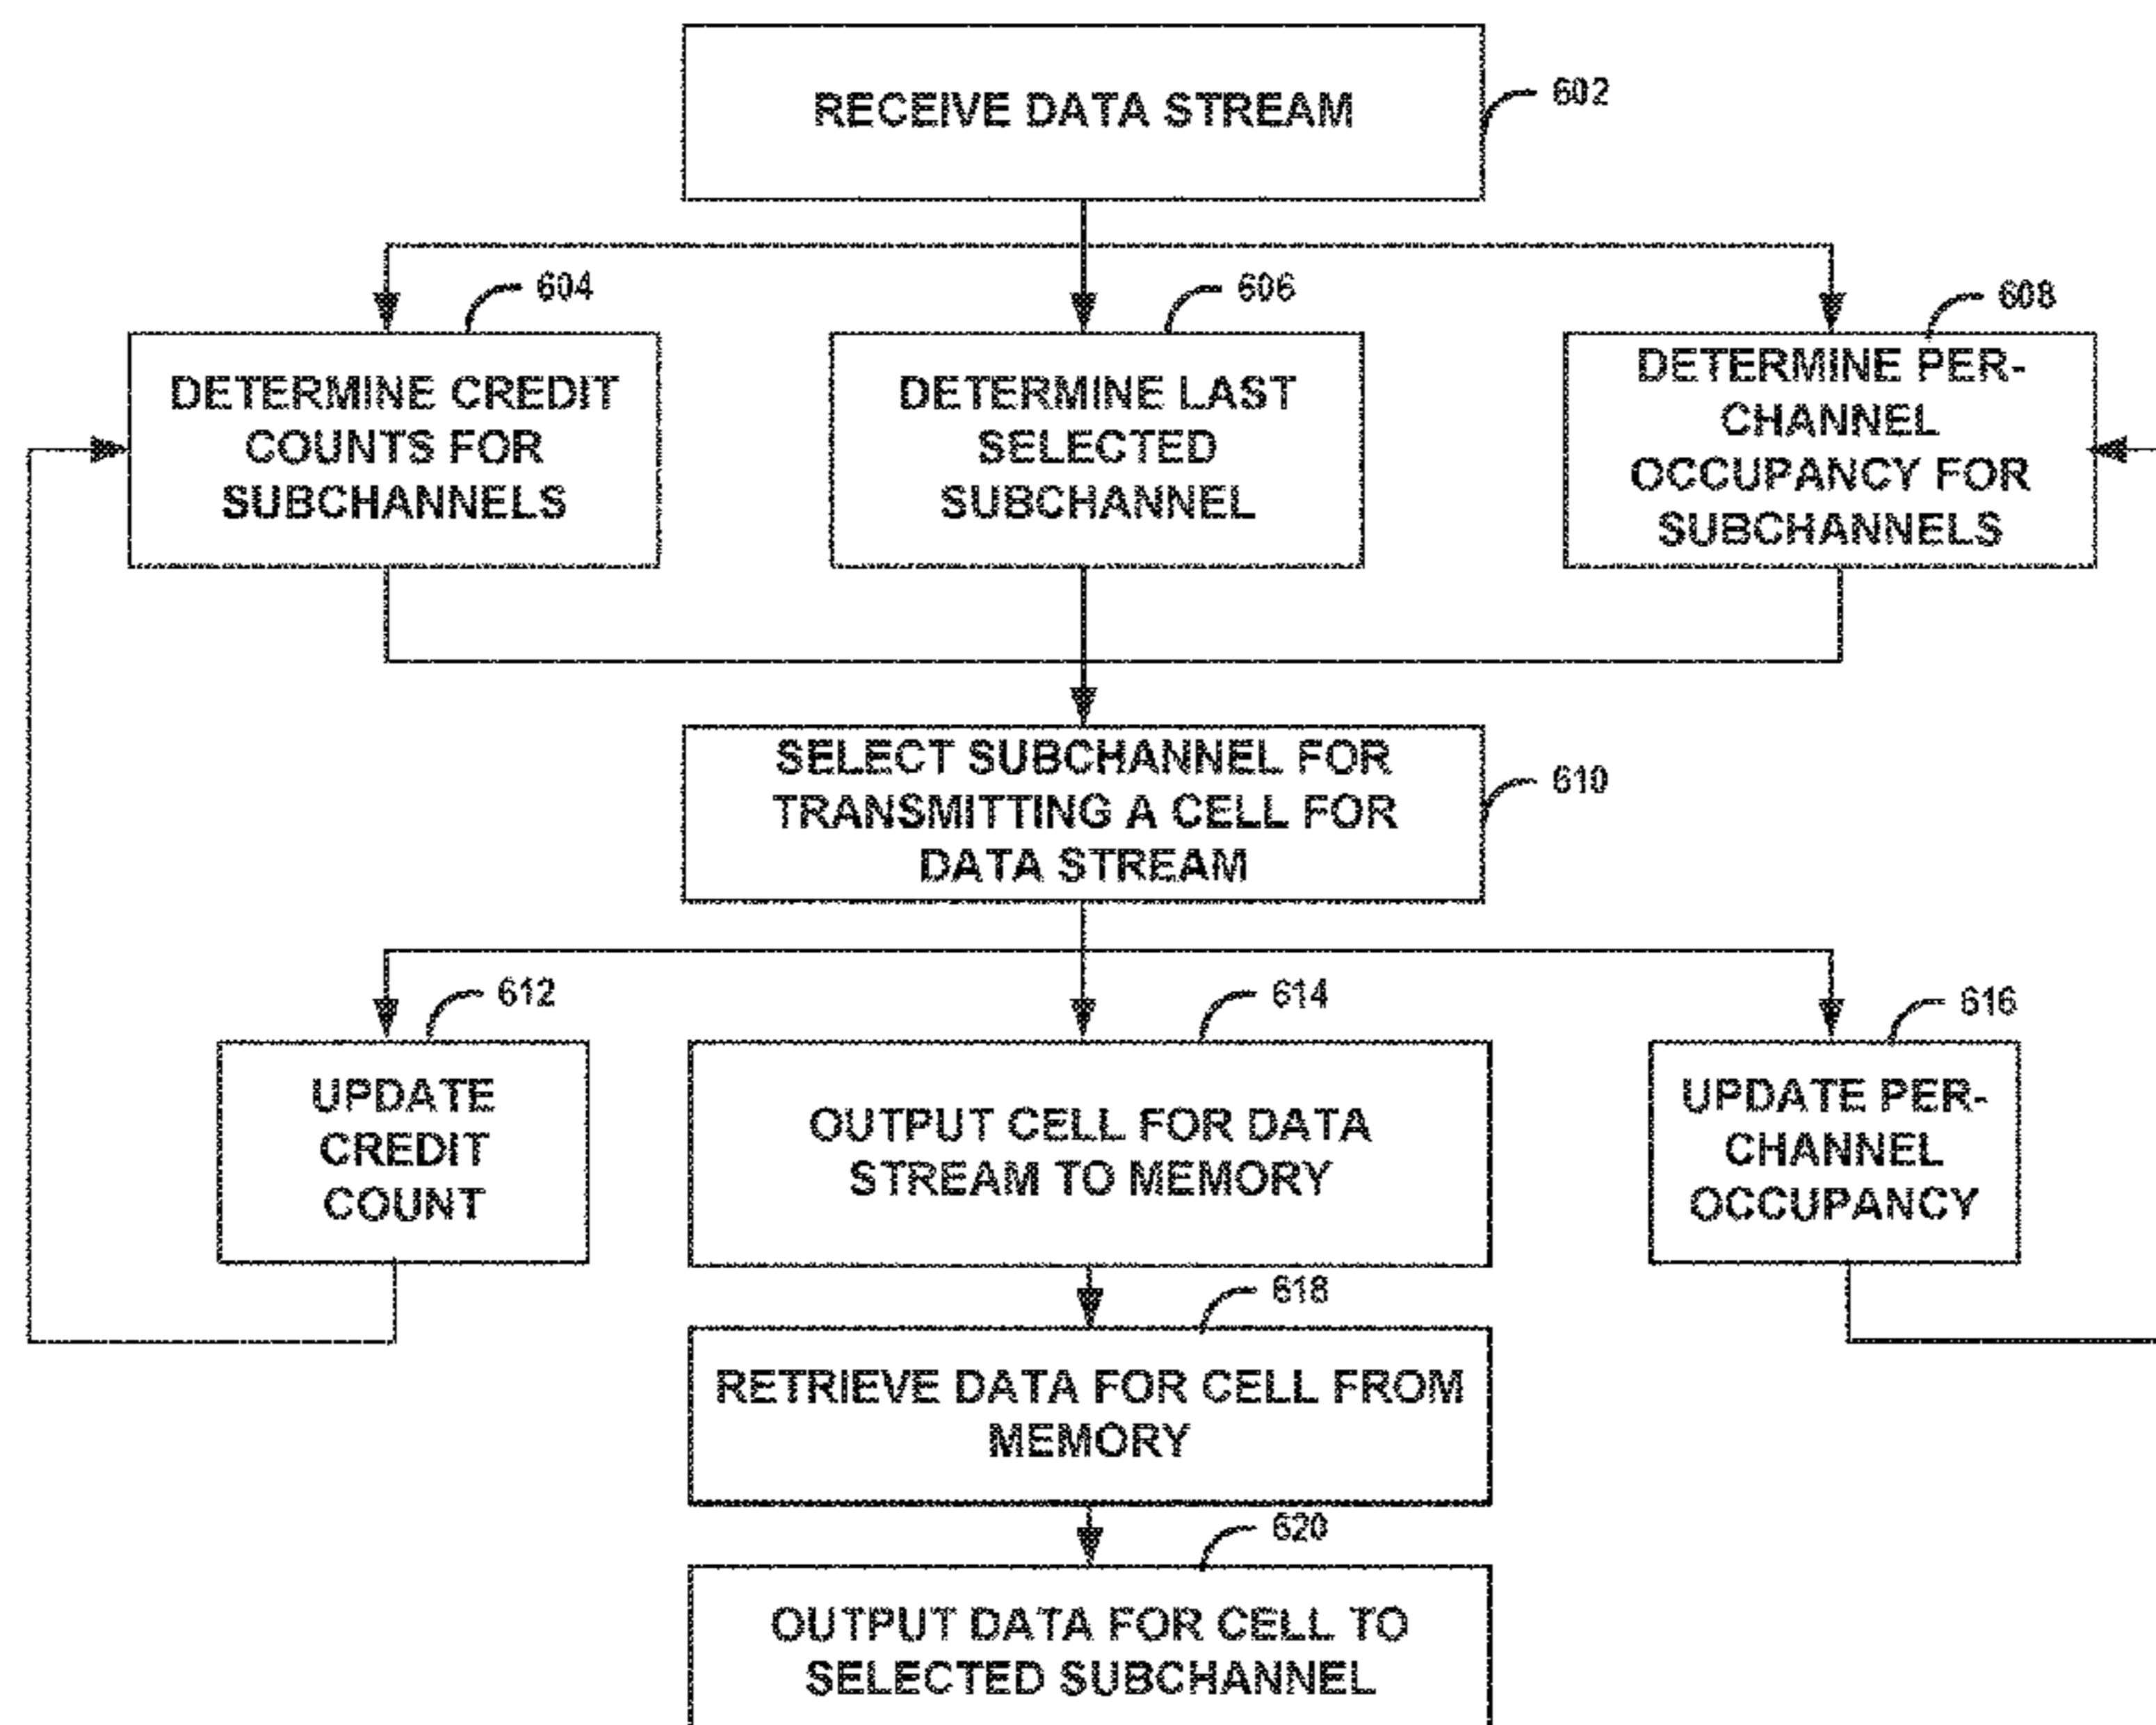 RECEIVE DATA STREAM
602
604
606
608
DETERMINE CREDIT
COUNTS FOR
SUBCHANNELS
DETERMINE LAST
SELECTED
SUBCHANNEL
DETERMINE PER-
CHANNEL
OCCUPANCY FOR
SUBCHANNELS
SELECT SUBCHANNEL FOR
TRANSMITTING A CELL FOR
DATA STREAM
610
612
614
616
UPDATE
CREDIT
COUNT
OUTPUT CELL FOR DATA
STREAM TO MEMORY
UPDATE PER-
CHANNEL
OCCUPANCY
618
RETRIEVE DATA FOR CELL FROM
MEMORY
620
OUTPUT DATA FOR CELL TO
SELECTED SUBCHANNEL